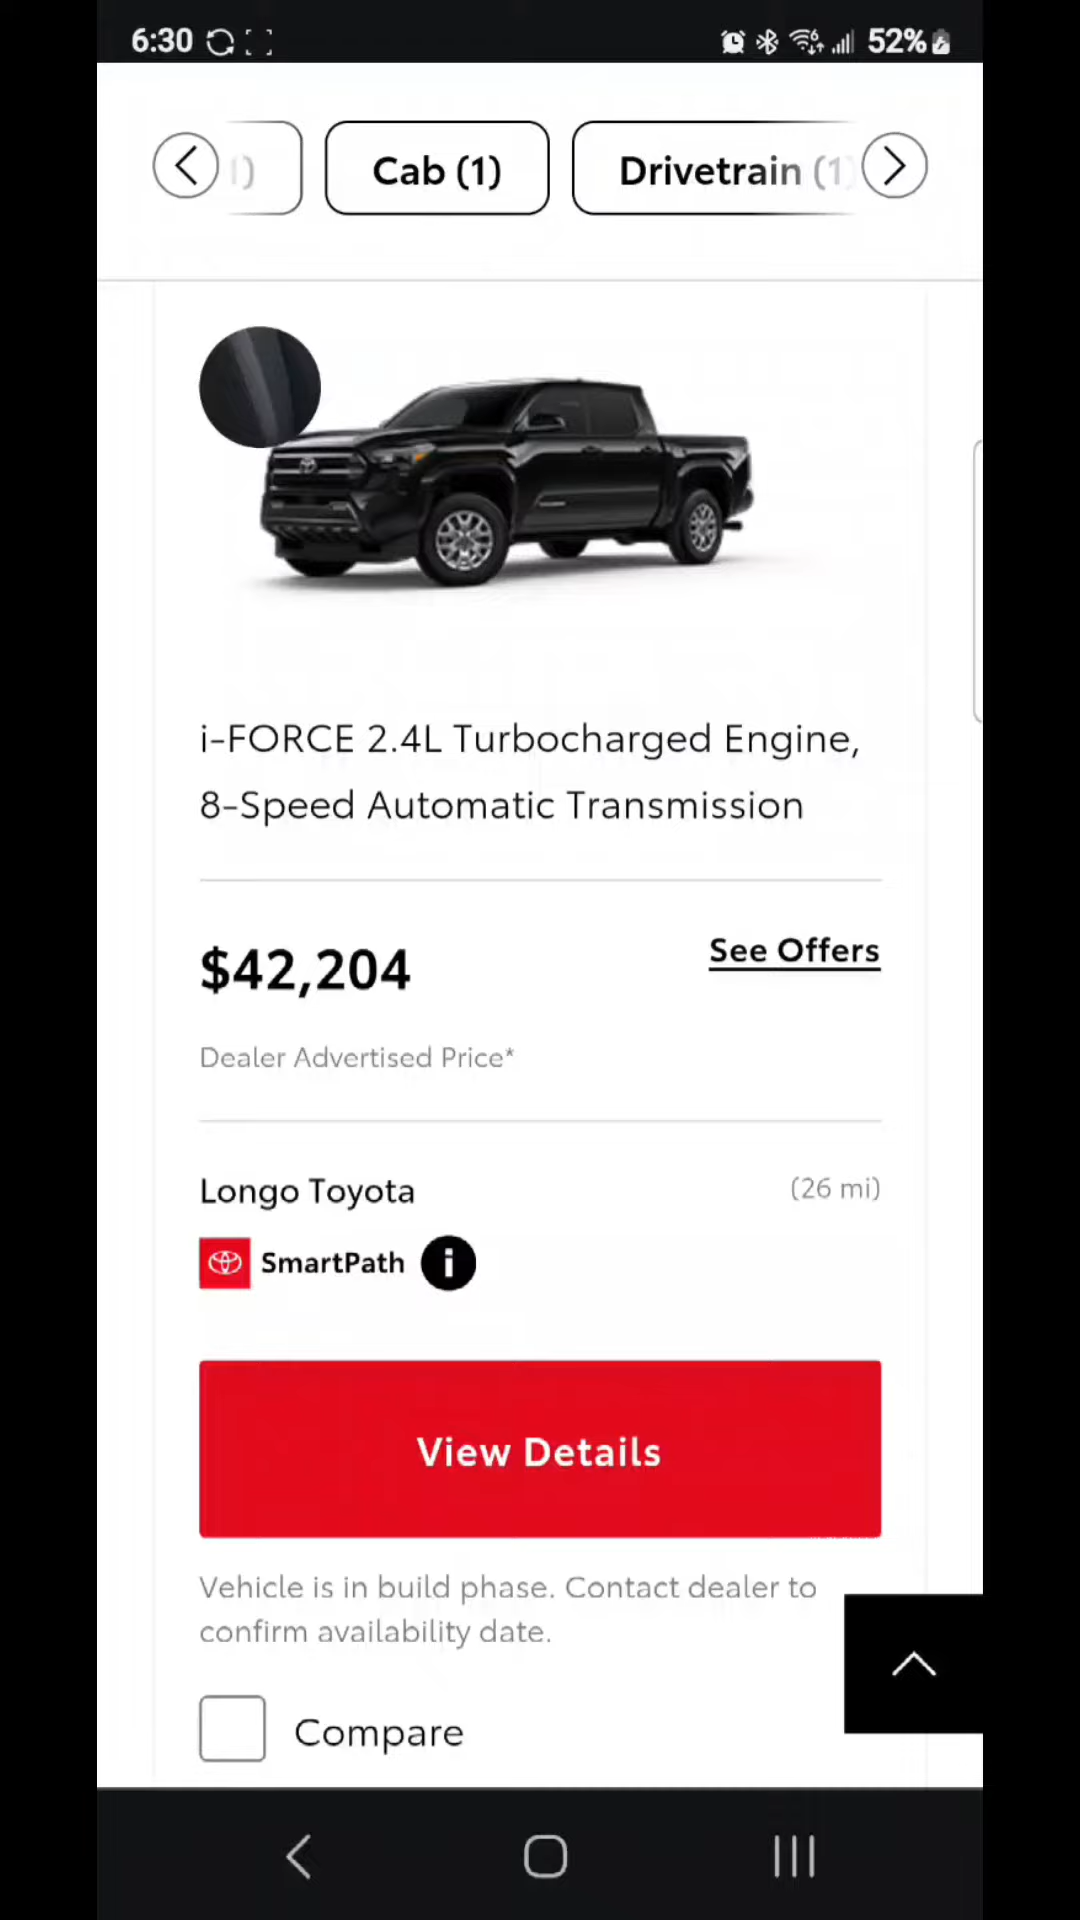 6:30
52%
Cab (1)
Drivetrain (1)
i-FORCE 2.4L Turbocharged Engine,
8-Speed Automatic Transmission
$42,204
See Offers
Dealer Advertised Price*
Longo Toyota
(26 mi)
SmartPath
View Details
Vehicle is in build phase. Contact dealer to
confirm availability date.
Compare